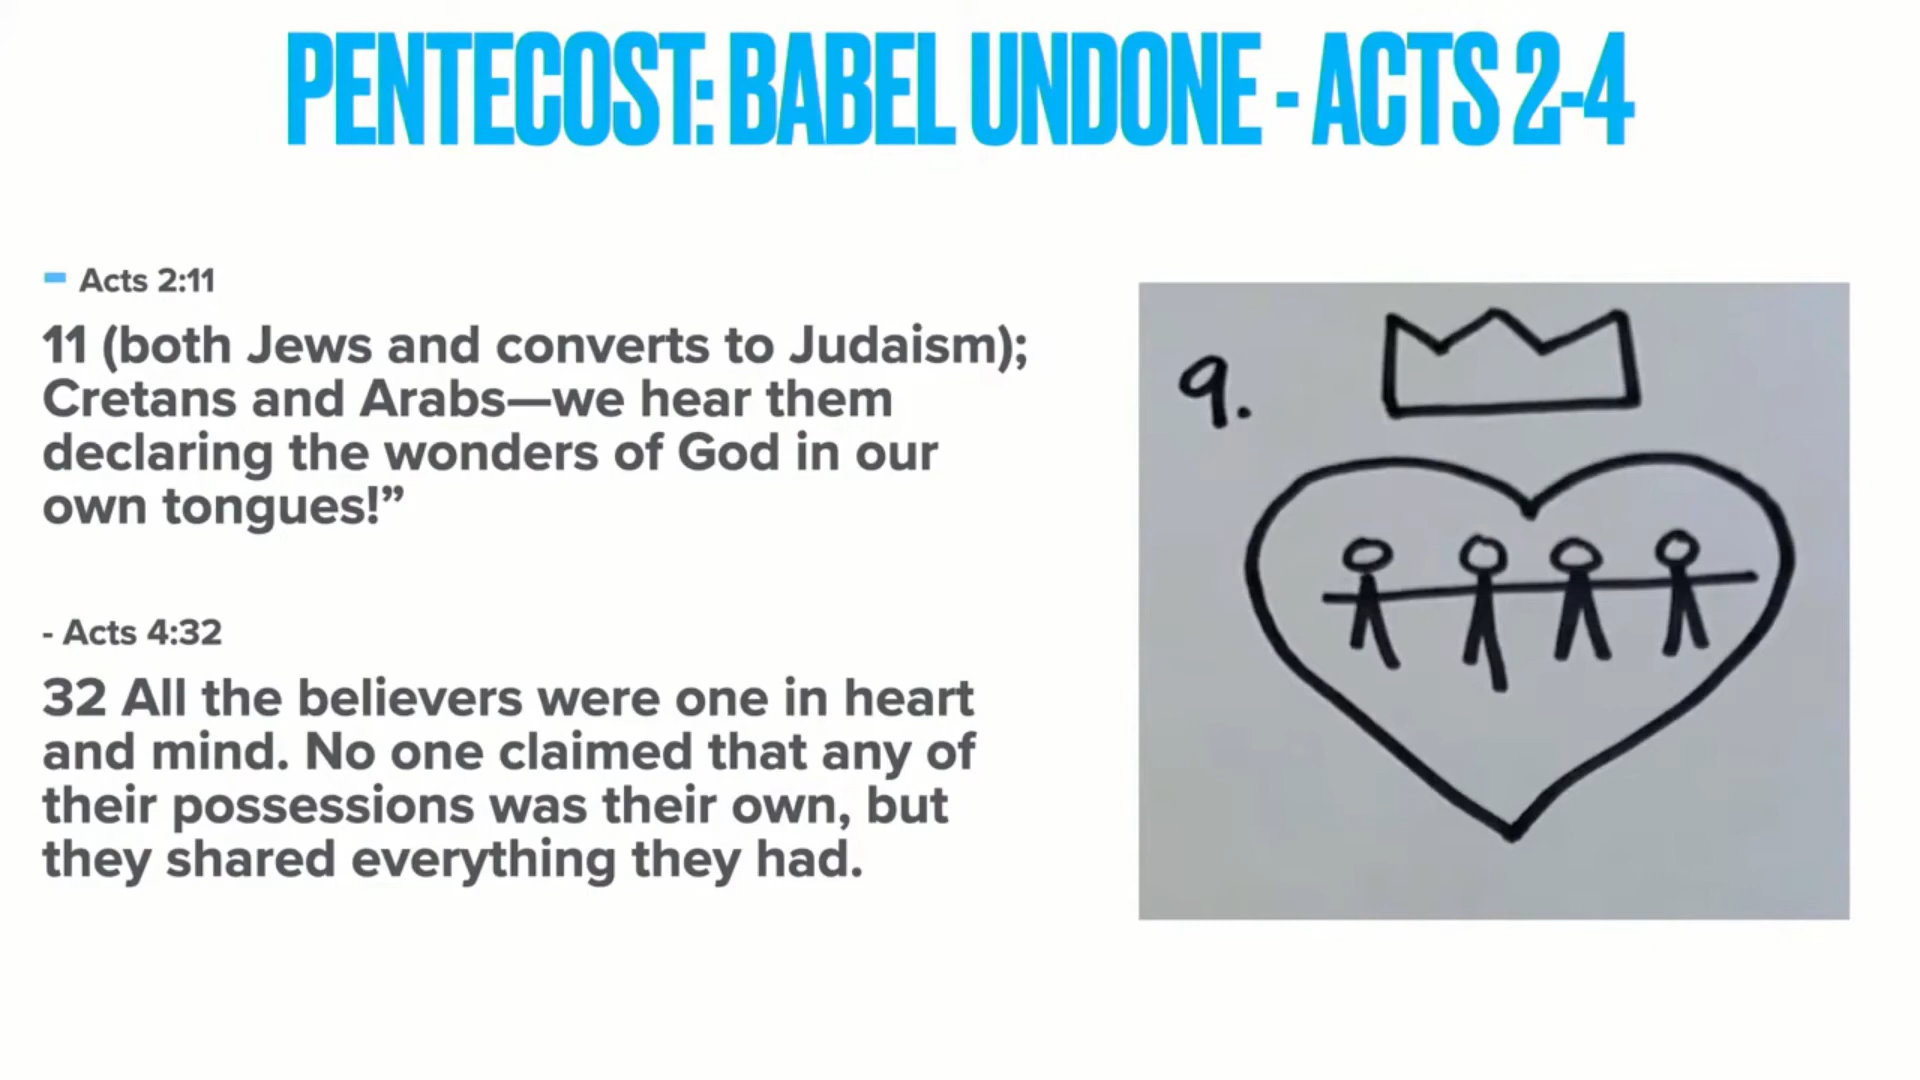 PENTECOST: BABEL UNDONE - ACTS 2-4
- Acts 2:11
11 (both Jews and converts to Judaism);
Cretans and Arabs—we hear them
declaring the wonders of God in our
own tongues!”
- Acts 4:32
32 All the believers were one in heart
and mind. No one claimed that any of
their possessions was their own, but
they shared everything they had.
9.